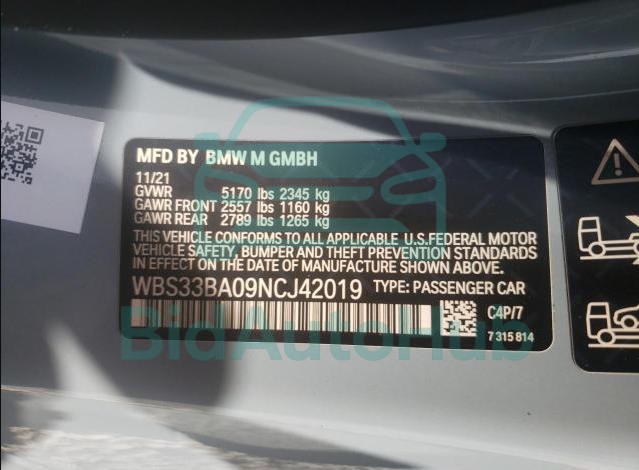 MFD BY BMW M GMBH
11/21
GVWR 5170 lbs 2345 kg
GAWR FRONT 2557 lbs 1160 kg
GAWR REAR 2789 lbs 1265 kg
THIS VEHICLE CONFORMS TO ALL APPLICABLE U.S.FEDERAL MOTOR
VEHICLE SAFETY, BUMPER AND THEFT PREVENTION STANDARDS
IN EFFECT ON THE DATE OF MANUFACTURE SHOWN ABOVE.
WBS33BA09NCJ42019 TYPE: PASSENGER CAR
C4P/7
7 315 814
BidAutoHub